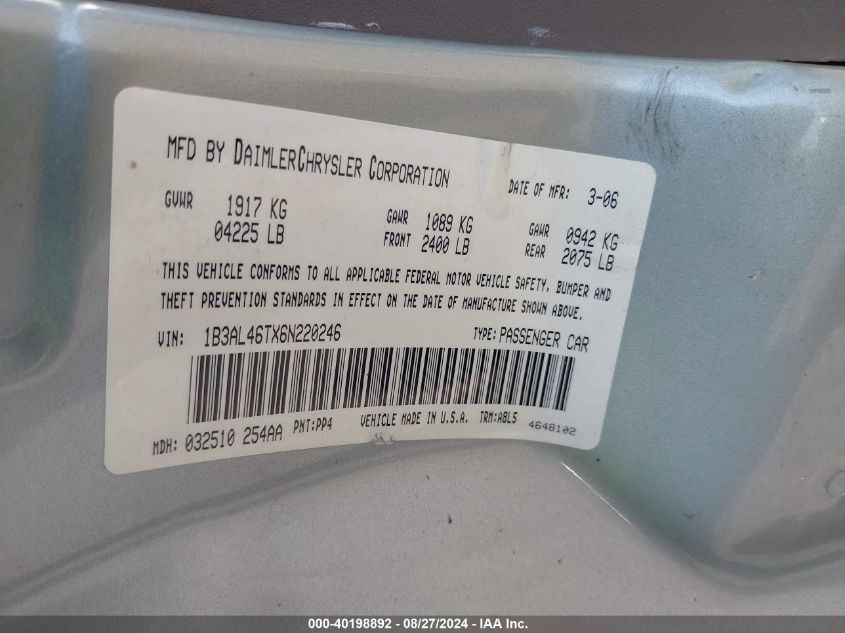 MFD BY DAIMLERCHRYSLER CORPORATION DATE OF MFR: 3-06
GVWR 1917 KG GAWR 1089 KG GAWR 0942 KG
04225 LB FRONT 2400 LB REAR 2075 LB
THIS VEHICLE CONFORMS TO ALL APPLICABLE FEDERAL MOTOR VEHICLE SAFETY, BUMPER AND
THEFT PREVENTION STANDARDS IN EFFECT ON THE DATE OF MANUFACTURE SHOWN ABOVE.
VIN: 1B3AL46TX6N220246 TYPE: PASSENGER CAR
MDH: 032510 254AA PNT:PP4 VEHICLE MADE IN U.S.A. TRM:A8L5 4648102
000-40198892 - 08/27/2024 - IAA Inc.